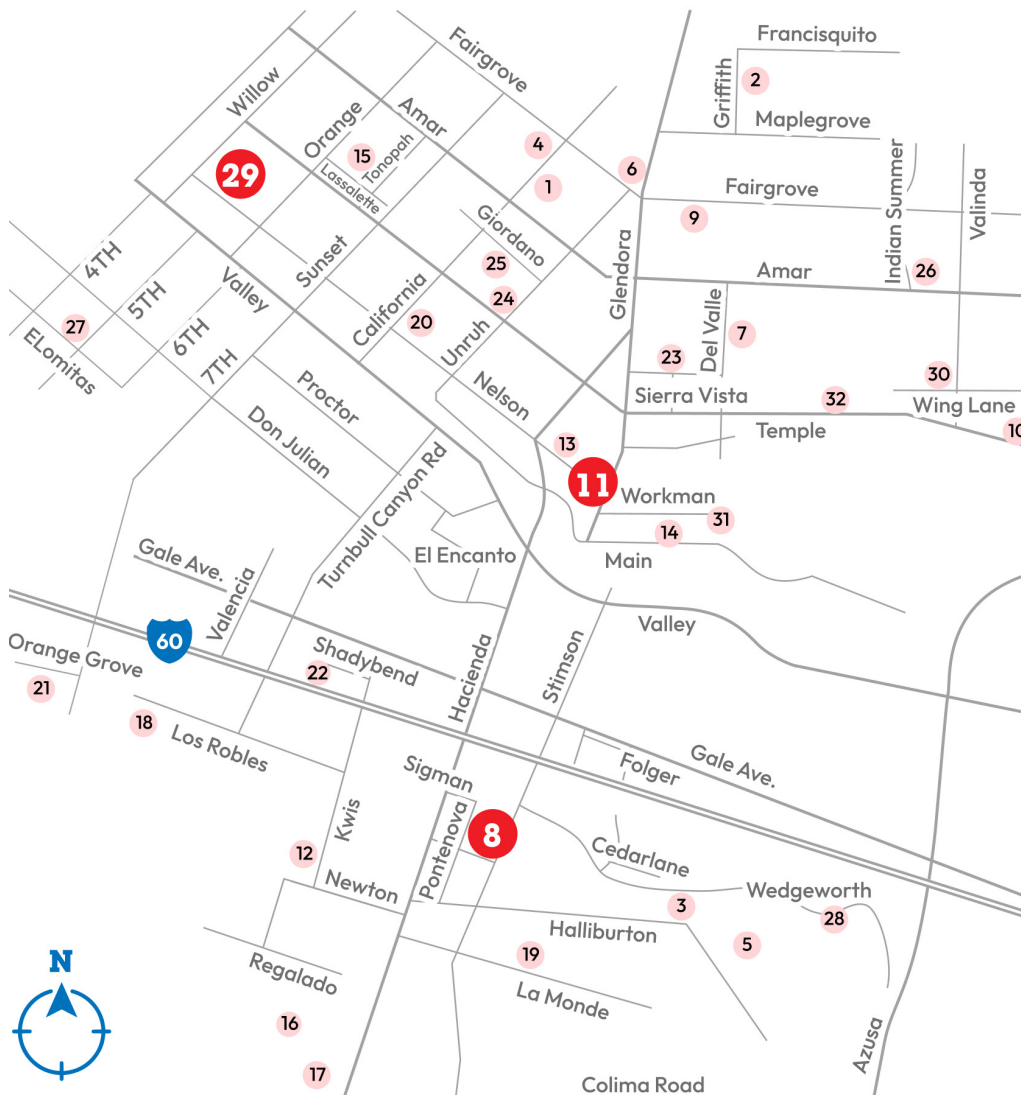 Francisquito
Fairgrove
Griffith
2
Willow
Amar
Maplegrove
Orange
4
15
Tonopah
6
29
Lassalette
1
Fairgrove
Indian Summer
Valinda
9
Giordano
4TH
Sunset
25
Amar
26
Valley
Glendora
5TH
California
24
27
20
Unruh
Del Valle
7
6TH
23
ELomitas
7TH
30
Proctor
Nelson
Sierra Vista
32
Wing Lane
Don Julian
13
Temple
10
11
Turnbull Canyon Rd
Workman
31
14
Gale Ave.
El Encanto
Main
Valencia
60
Valley
Orange Grove
Shadybend
Stimson
21
22
Hacienda
18
Los Robles
Gale Ave.
Sigman
Folger
Kwis
Pontenova
8
12
Cedarlane
Newton
Wedgeworth
3
28
Halliburton
5
N
19
Regalado
La Monde
16
Azusa
17
Colima Road